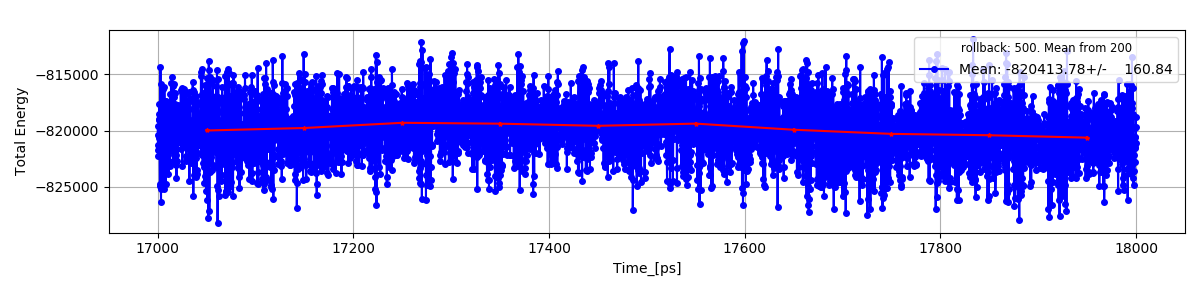 rollback: 500. Mean from 200
Mean: -820413.78+/-    160.84
−815000
−820000
−825000
Total Energy
17000 17200 17400 17600 17800 18000
Time_[ps]